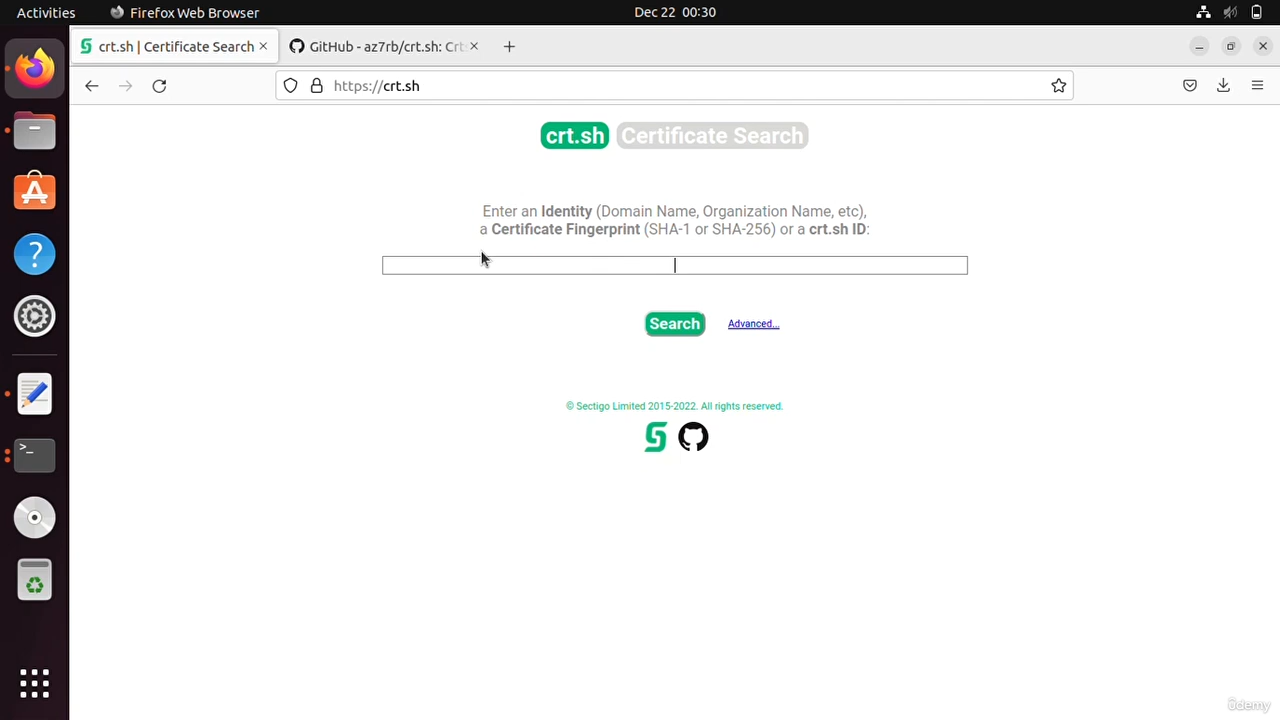 Activities
Firefox Web Browser
Dec 22 00:30
crt.sh | Certificate Search
GitHub - az7rb/crt.sh: Crt
https://crt.sh
crt.sh Certificate Search
Enter an Identity (Domain Name, Organization Name, etc),
a Certificate Fingerprint (SHA-1 or SHA-256) or a crt.sh ID:
Search
Advanced...
© Sectigo Limited 2015-2022. All rights reserved.
ûdemy